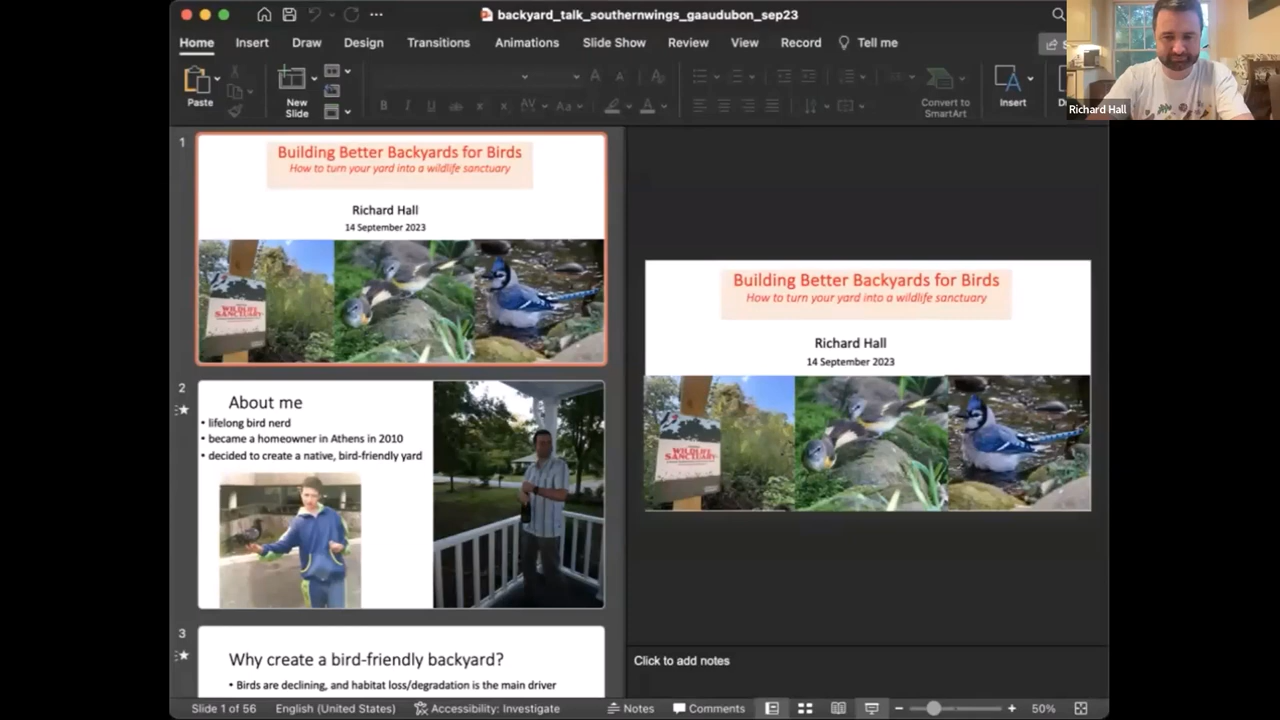 backyard_talk_southernwings_gaaudubon_sep23
Home Insert Draw Design Transitions Animations Slide Show Review View Record Tell me
Paste
New
Slide
Convert to
SmartArt
Insert
Richard Hall
1
Building Better Backyards for Birds
How to turn your yard into a wildlife sanctuary
Richard Hall
14 September 2023
WILDLIFE
SANCTUARY
2
About me
• lifelong bird nerd
• became a homeowner in Athens in 2010
• decided to create a native, bird-friendly yard
3
Why create a bird-friendly backyard?
• Birds are declining, and habitat loss/degradation is the main driver
Building Better Backyards for Birds
How to turn your yard into a wildlife sanctuary
Richard Hall
14 September 2023
WILDLIFE
SANCTUARY
Click to add notes
Slide 1 of 56 English (United States) Accessibility: Investigate Notes Comments 50%